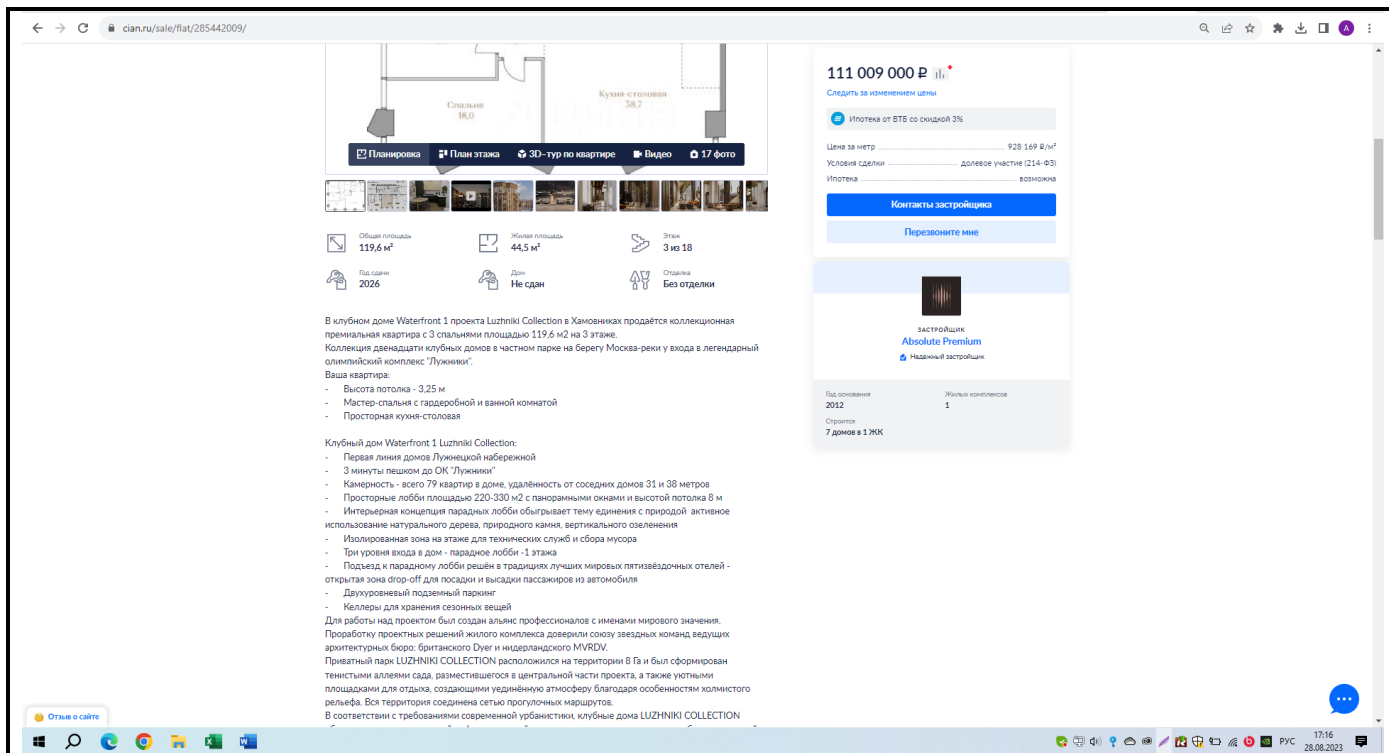 cian.ru/sale/flat/285442009/
Спальня
18,0
Кухня-столовая
38,7
Планировка
План этажа
3D-тур по квартире
Видео
17 фото
Общая площадь
119,6 м²
Жилая площадь
44,5 м²
Этаж
3 из 18
Год сдачи
2026
Дом
Не сдан
Отделка
Без отделки
В клубном доме Waterfront 1 проекта Luzhniki Collection в Хамовниках продаётся коллекционная
премиальная квартира с 3 спальнями площадью 119,6 м2 на 3 этаже.
Коллекция двенадцати клубных домов в частном парке на берегу Москва-реки у входа в легендарный
олимпийский комплекс "Лужники".
Ваша квартира:
- Высота потолка - 3,25 м
- Мастер-спальня с гардеробной и ванной комнатой
- Просторная кухня-столовая
Клубный дом Waterfront 1 Luzhniki Collection:
- Первая линия домов Лужнецкой набережной
- 3 минуты пешком до ОК "Лужники"
- Камерность - всего 79 квартир в доме, удалённость от соседних домов 31 и 38 метров
- Просторные лобби площадью 220-330 м2 с панорамными окнами и высотой потолка 8 м
- Интерьерная концепция парадных лобби обыгрывает тему единения с природой активное
использование натурального дерева, природного камня, вертикального озеленения
- Изолированная зона на этаже для технических служб и сбора мусора
- Три уровня входа в дом - парадное лобби -1 этажа
- Подъезд к парадному лобби решён в традициях лучших мировых пятизвёздочных отелей -
открытая зона drop-off для посадки и высадки пассажиров из автомобиля
- Двухуровневый подземный паркинг
- Келлеры для хранения сезонных вещей
Для работы над проектом был создан альянс профессионалов с именами мирового значения.
Проработку проектных решений жилого комплекса доверили союзу звездных команд ведущих
архитектурных бюро: британского Dyer и нидерландского MVRDV.
Приватный парк LUZHNIKI COLLECTION расположился на территории 8 Га и был сформирован
тенистыми аллеями сада, разместившегося в центральной части проекта, а также уютными
площадками для отдыха, создающими уединённую атмосферу благодаря особенностям холмистого
рельефа. Вся территория соединена сетью прогулочных маршрутов.
В соответствии с требованиями современной урбанистики, клубные дома LUZHNIKI COLLECTION
111 009 000 ₽
Следить за изменением цены
Ипотека от ВТБ со скидкой 3%
Цена за метр 928 169 ₽/м²
Условия сделки долевое участие (214-ФЗ)
Ипотека возможна
Контакты застройщика
Перезвоните мне
ЗАСТРОЙЩИК
Absolute Premium
Надежный застройщик
Год основания
2012
Жилых комплексов
1
Строится
7 домов в 1 ЖК
Отзыв о сайте
A
РУС
17:16
28.08.2023